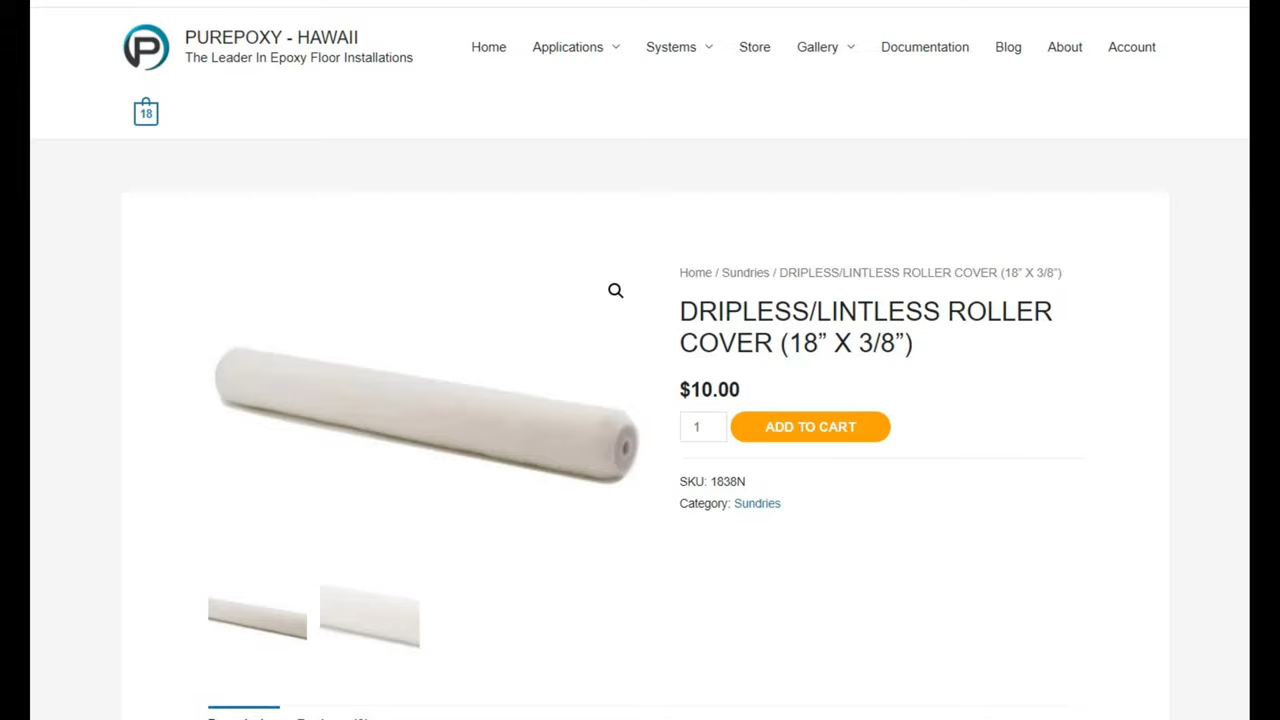 PUREPOXY - HAWAII
The Leader In Epoxy Floor Installations
Home Applications Systems Store Gallery Documentation Blog About Account
18
Home / Sundries / DRIPLESS/LINTLESS ROLLER COVER (18” X 3/8”)
DRIPLESS/LINTLESS ROLLER
COVER (18” X 3/8”)
$10.00
1 ADD TO CART
SKU: 1838N
Category: Sundries